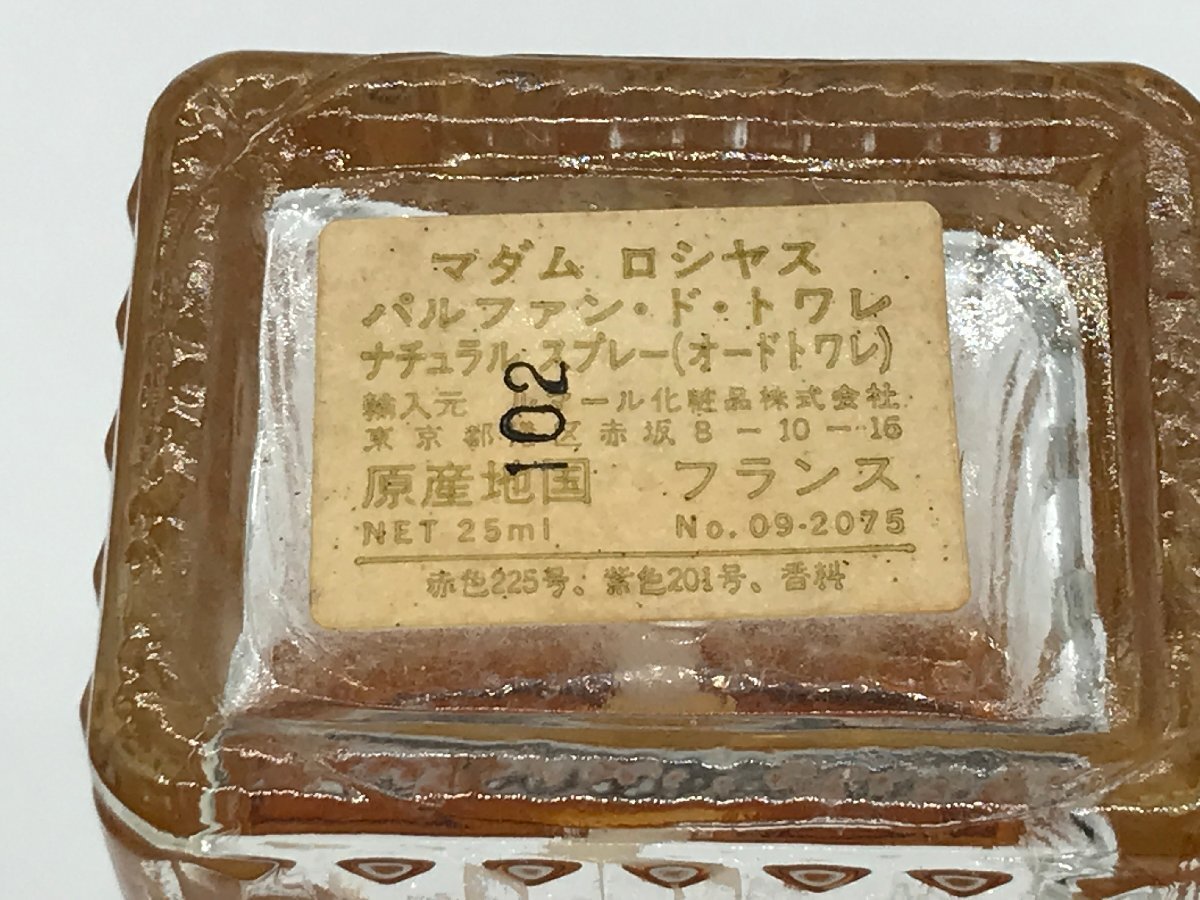 マダム ロシヤス
パルファン・ド・トワレ
ナチュラル スプレー(オードトワレ)
輸入元 ール化粧品株式会社
東京都 区赤坂8-10-16
原産地国 フランス
NET 25ml No.09-2075
赤色225号、紫色201号、香料
102